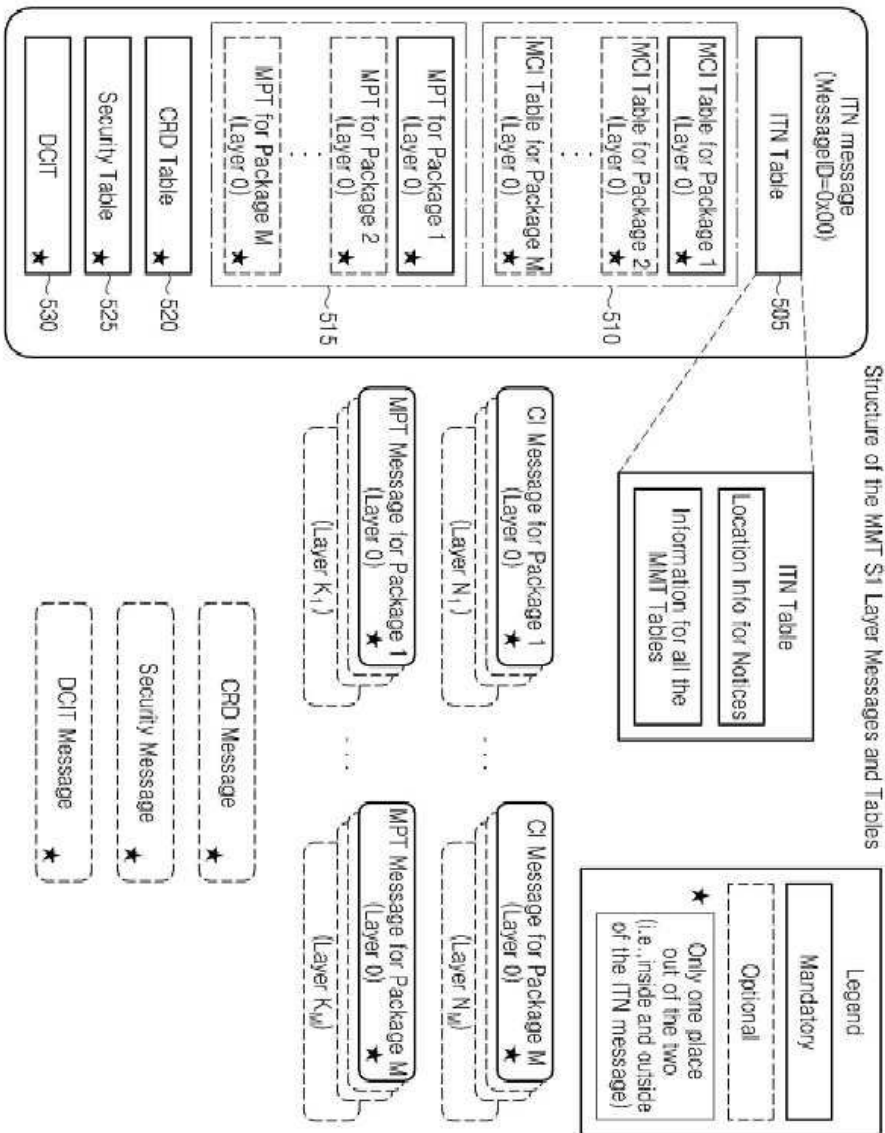 Structure of the MMT S1 Layer Messages and Tables
ITN message
(MessageID=0x00)
ITN Table
505
MCI Table for Package 1
(Layer 0)
★
MCI Table for Package 2
(Layer 0)
★
. . .
MCI Table for Package M
(Layer 0)
★
510
MPT for Package 1
(Layer 0)
★
MPT for Package 2
(Layer 0)
★
. . .
MPT for Package M
(Layer 0)
★
515
CRD Table
★
520
Security Table
★
525
DCIT
★
530
ITN Table
Location Info for Notices
Information for all the
MMT Tables
Legend
Mandatory
Optional
★
Only one place
out of the two
(i.e., inside and outside
of the ITN message)
CI Message for Package 1
(Layer 0)
★
(Layer N₁)
. . .
CI Message for Package M
(Layer 0)
★
(Layer N_M)
MPT Message for Package 1
(Layer 0)
★
(Layer K₁)
. . .
MPT Message for Package M
(Layer 0)
★
(Layer K_M)
CRD Message
★
Security Message
★
DCIT Message
★